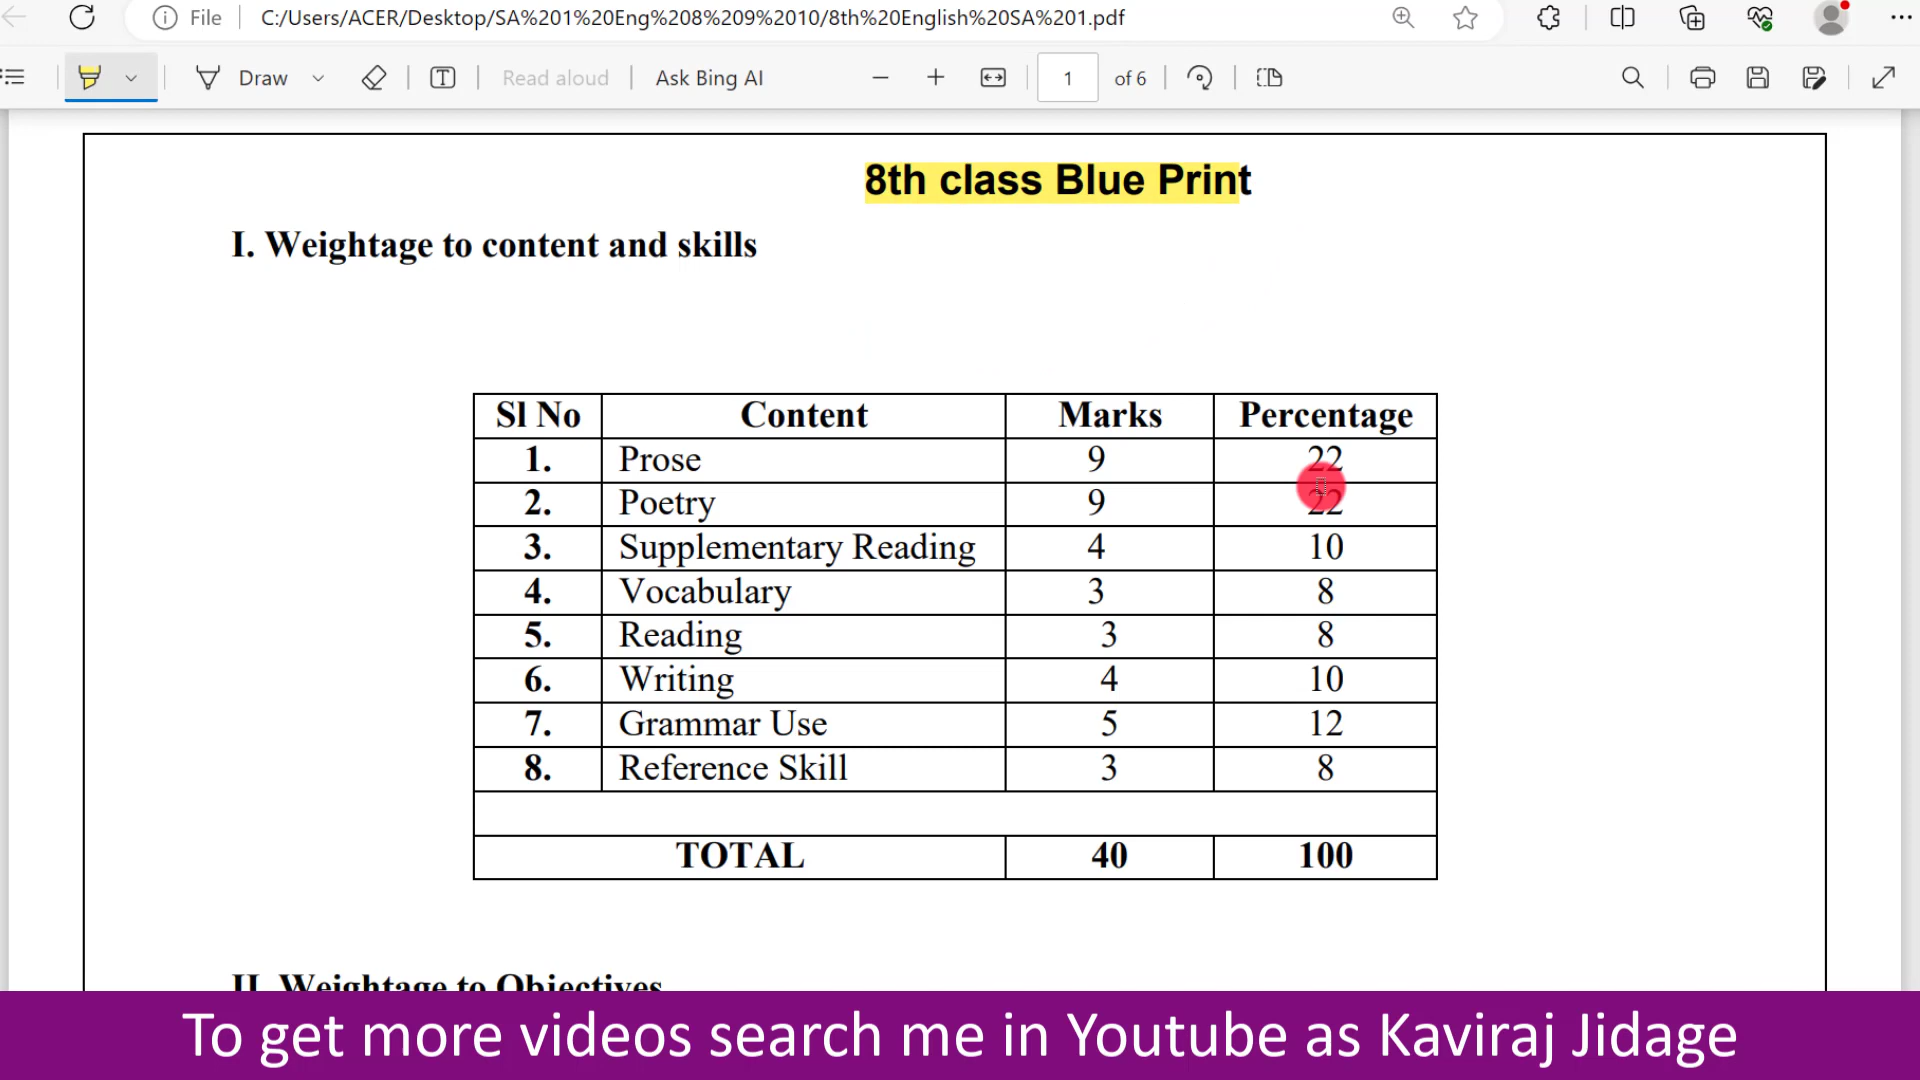 File C:/Users/ACER/Desktop/SA%201%20Eng%208%209%2010/8th%20English%20SA%201.pdf
Draw T Read aloud Ask Bing AI 1 of 6
8th class Blue Print
I. Weightage to content and skills
Sl No Content Marks Percentage
1. Prose 9 22
2. Poetry 9 22
3. Supplementary Reading 4 10
4. Vocabulary 3 8
5. Reading 3 8
6. Writing 4 10
7. Grammar Use 5 12
8. Reference Skill 3 8
TOTAL 40 100
II. Weightage to Objectives
To get more videos search me in Youtube as Kaviraj Jidage